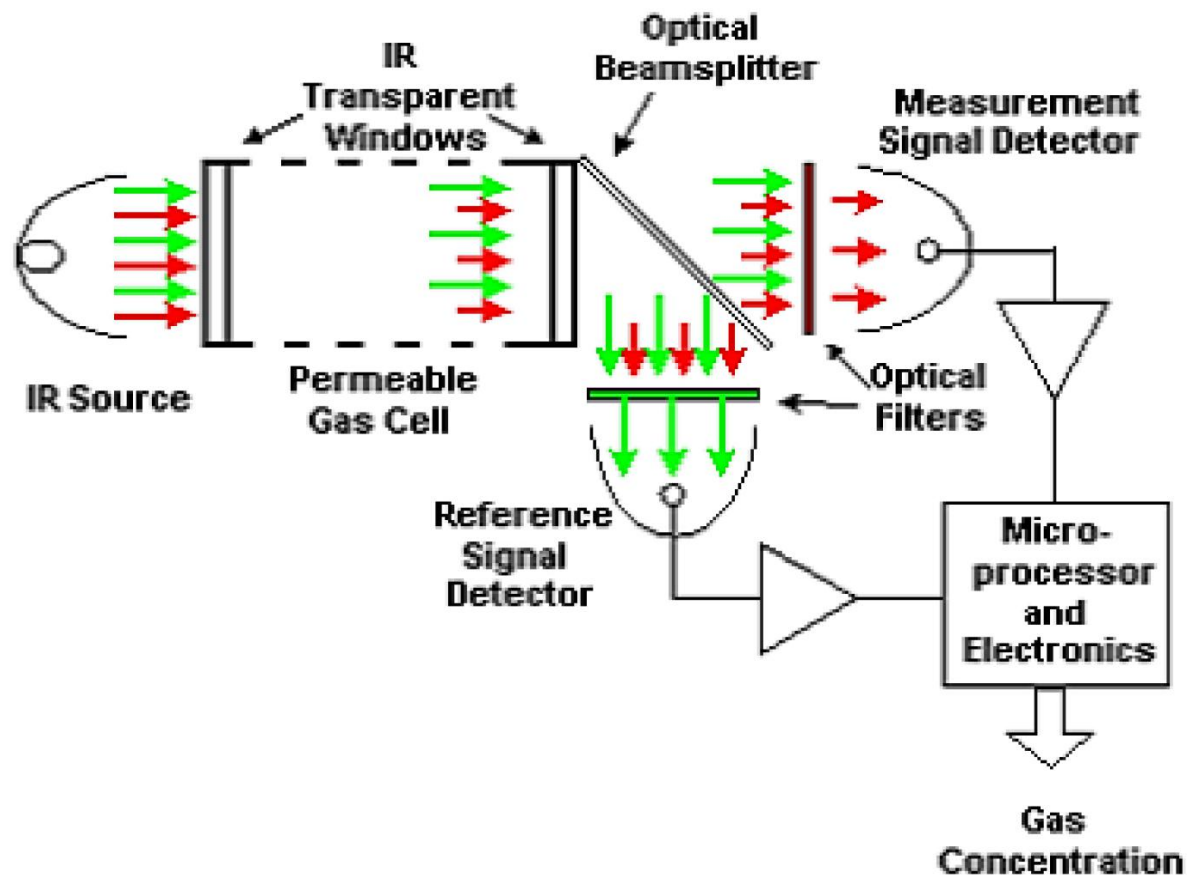 IR
Transparent
Windows
Optical
Beamsplitter
Measurement
Signal Detector
IR Source
Permeable
Gas Cell
Optical
Filters
Reference
Signal
Detector
Micro-
processor
and
Electronics
Gas
Concentration